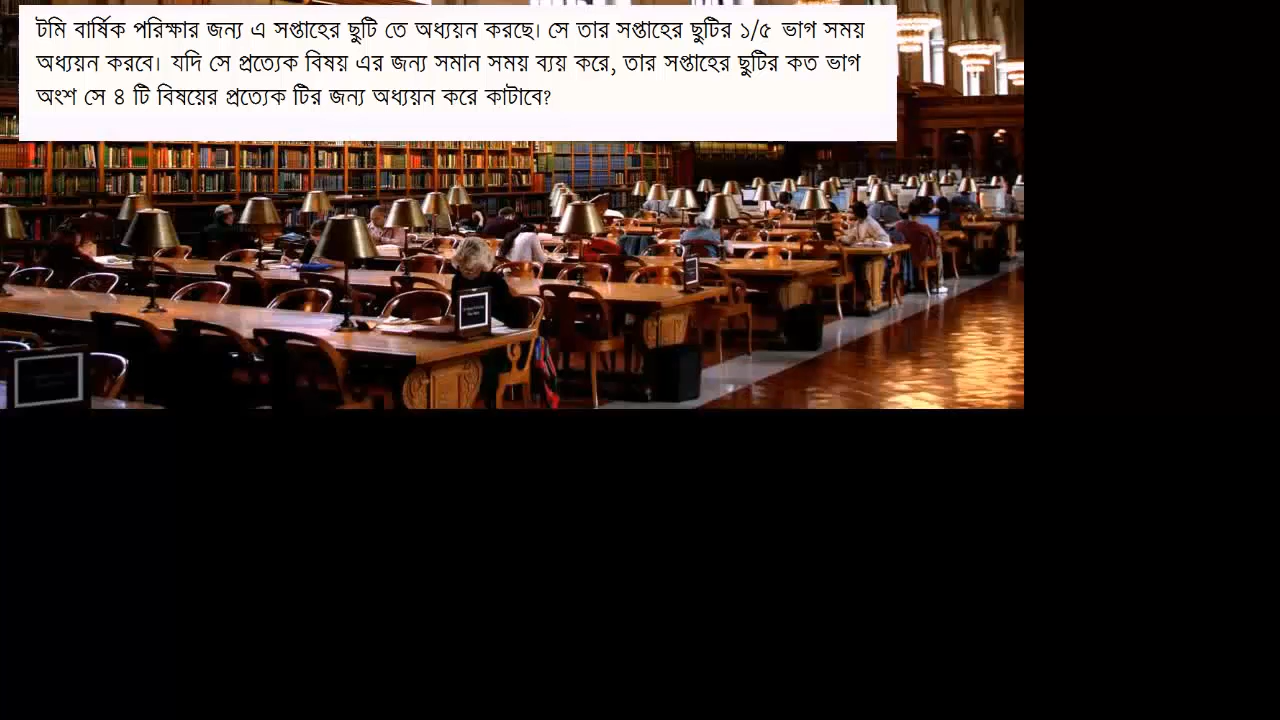 টমি বার্ষিক পরিক্ষার জন্য এ সপ্তাহের ছুটি তে অধ্যয়ন করছে। সে তার সপ্তাহের ছুটির ১/৫ ভাগ সময়
অধ্যয়ন করবে। যদি সে প্রত্যেক বিষয় এর জন্য সমান সময় ব্যয় করে, তার সপ্তাহের ছুটির কত ভাগ
অংশ সে ৪ টি বিষয়ের প্রত্যেক টির জন্য অধ্যয়ন করে কাটাবে?